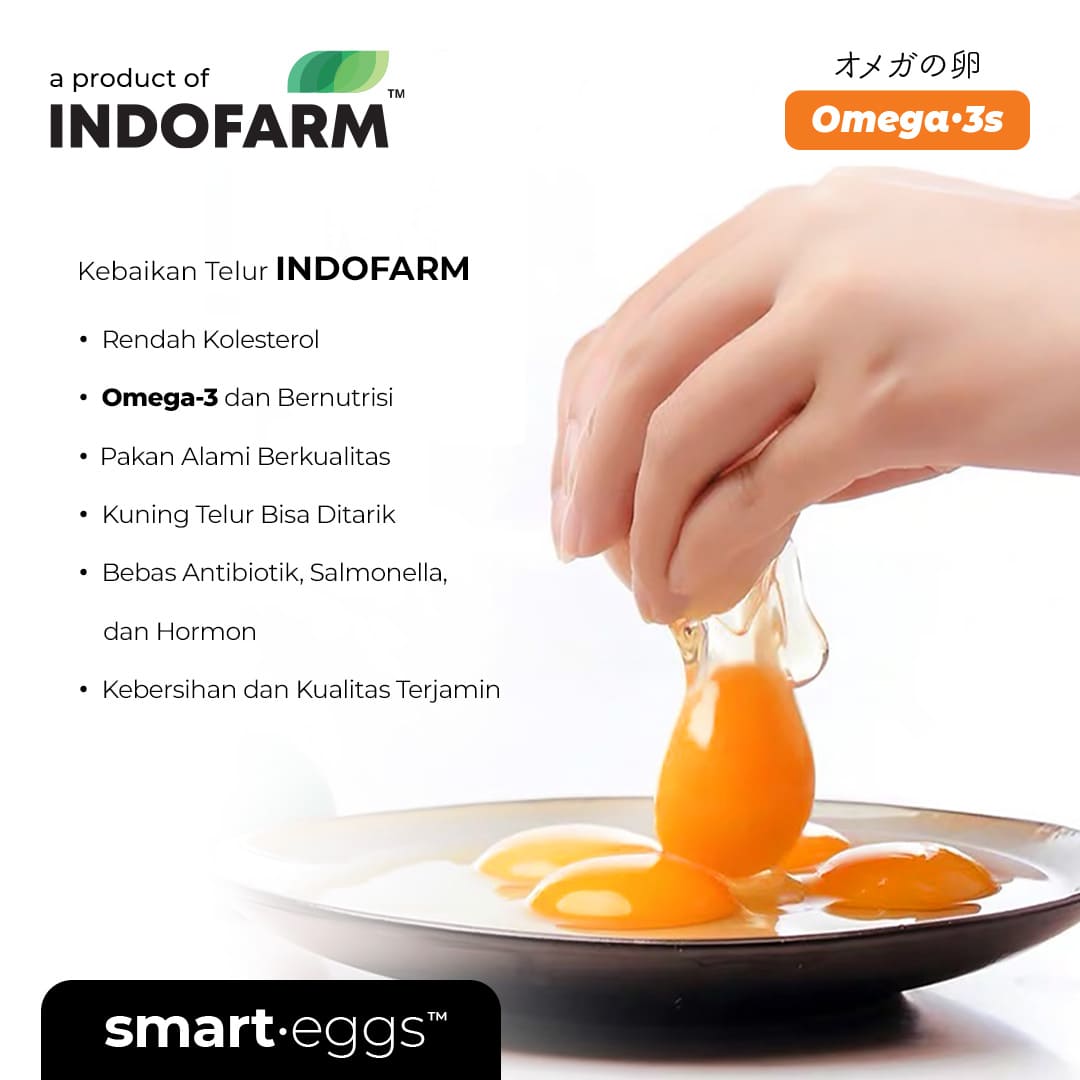 a product of
INDOFARM™
オメガの卵
Omega•3s
Kebaikan Telur INDOFARM
• Rendah Kolesterol
• Omega-3 dan Bernutrisi
• Pakan Alami Berkualitas
• Kuning Telur Bisa Ditarik
• Bebas Antibiotik, Salmonella,
dan Hormon
• Kebersihan dan Kualitas Terjamin
smart•eggs™